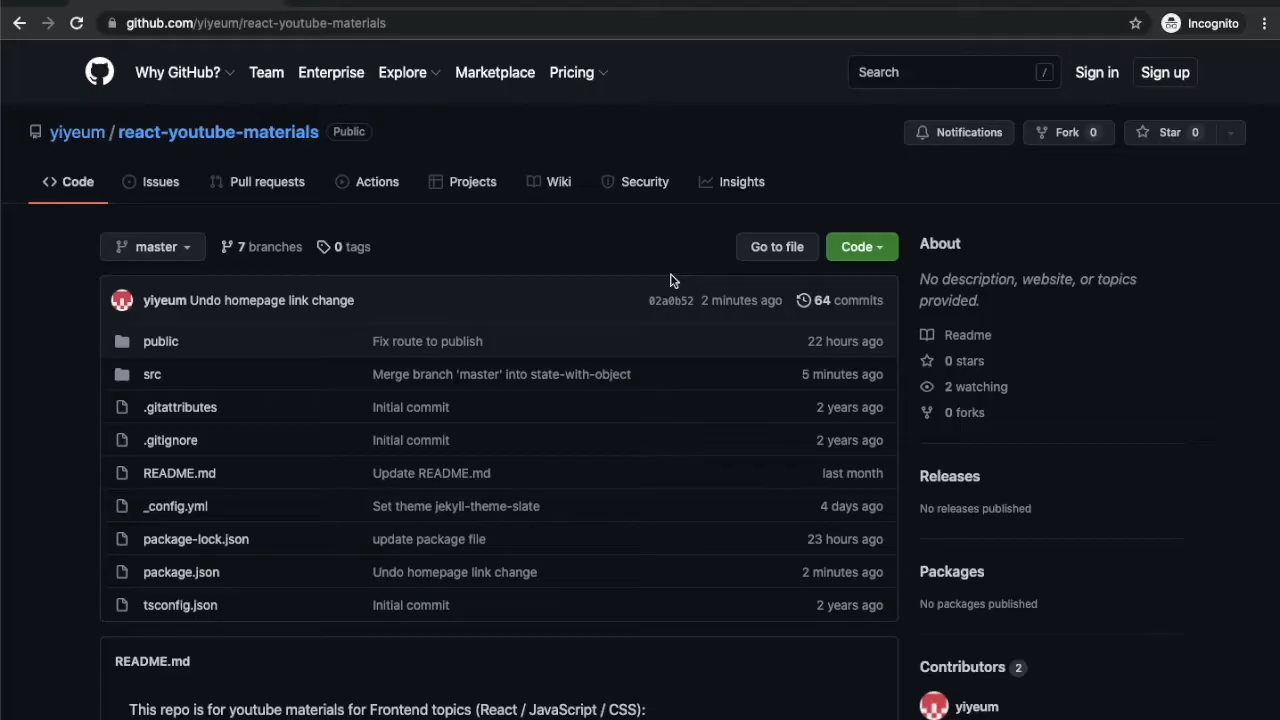 github.com/yiyeum/react-youtube-materials
Incognito
Why GitHub? Team Enterprise Explore Marketplace Pricing
Search /
Sign in
Sign up
yiyeum / react-youtube-materials Public
Notifications
Fork 0
Star 0
Code Issues Pull requests Actions Projects Wiki Security Insights
master 7 branches 0 tags
Go to file
Code
yiyeum Undo homepage link change 02a0b52 2 minutes ago 64 commits
public Fix route to publish 22 hours ago
src Merge branch 'master' into state-with-object 5 minutes ago
.gitattributes Initial commit 2 years ago
.gitignore Initial commit 2 years ago
README.md Update README.md last month
_config.yml Set theme jekyll-theme-slate 4 days ago
package-lock.json update package file 23 hours ago
package.json Undo homepage link change 2 minutes ago
tsconfig.json Initial commit 2 years ago
README.md
This repo is for youtube materials for Frontend topics (React / JavaScript / CSS):
About
No description, website, or topics
provided.
Readme
0 stars
2 watching
0 forks
Releases
No releases published
Packages
No packages published
Contributors 2
yiyeum